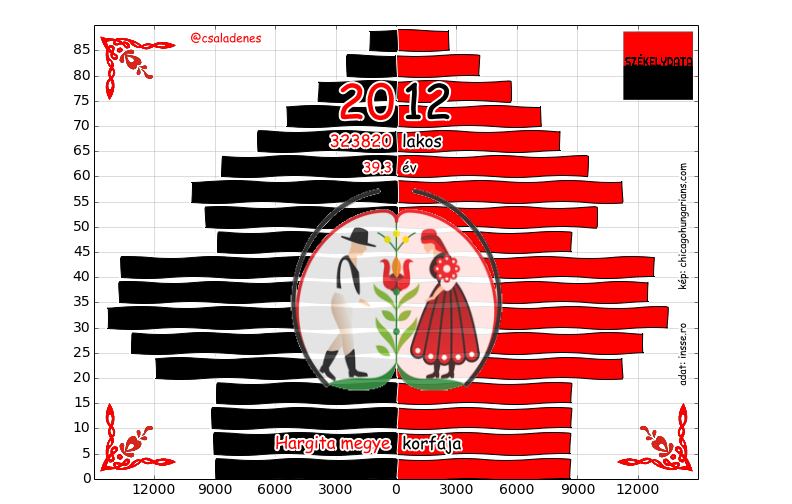 @csaladenes
SZÉKELYDATA
2012
323820 lakos
39.3 év
Hargita megye korfája
kép: chicagohungarians.com
adat: insse.ro
85
80
75
70
65
60
55
50
45
40
35
30
25
20
15
10
5
0
12000 9000 6000 3000 0 3000 6000 9000 12000